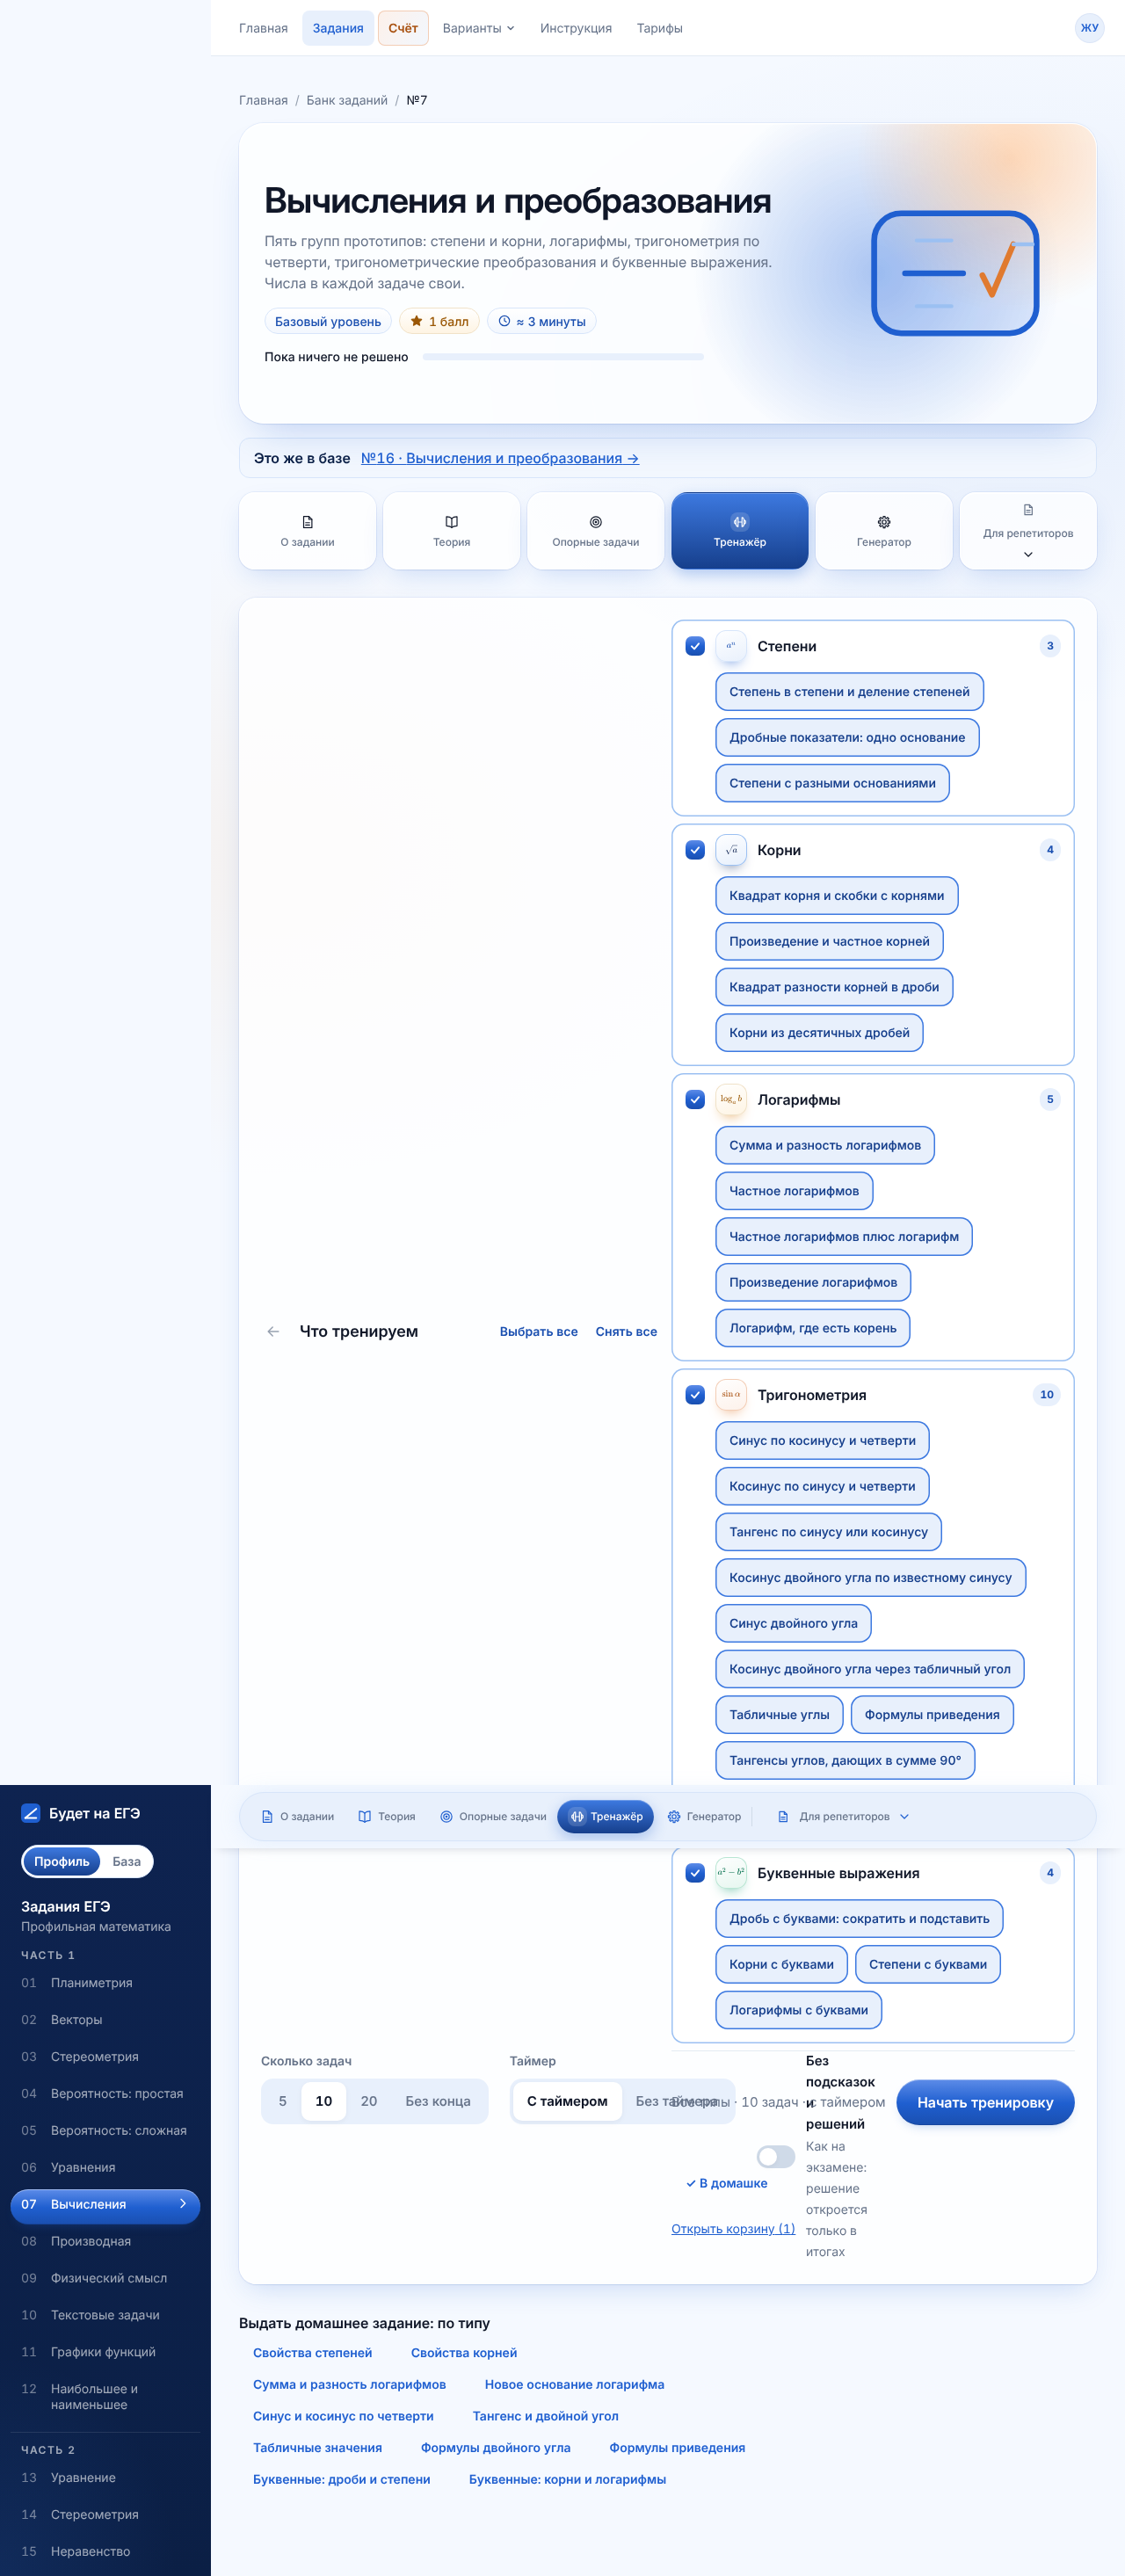 Главная Задания Счёт Варианты Инструкция Тарифы ЖУ
Главная / Банк заданий / №7
Вычисления и преобразования
Пять групп прототипов: степени и корни, логарифмы, тригонометрия по
четверти, тригонометрические преобразования и буквенные выражения.
Числа в каждой задаче свои.
Базовый уровень 1 балл ≈ 3 минуты
Пока ничего не решено
Это же в базе №16 · Вычисления и преобразования →
О задании Теория Опорные задачи Тренажёр Генератор Для репетиторов
← Что тренируем Выбрать все Снять все
aⁿ Степени 3
Степень в степени и деление степеней
Дробные показатели: одно основание
Степени с разными основаниями
√a Корни 4
Квадрат корня и скобки с корнями
Произведение и частное корней
Квадрат разности корней в дроби
Корни из десятичных дробей
logₐ b Логарифмы 5
Сумма и разность логарифмов
Частное логарифмов
Частное логарифмов плюс логарифм
Произведение логарифмов
Логарифм, где есть корень
sin α Тригонометрия 10
Синус по косинусу и четверти
Косинус по синусу и четверти
Тангенс по синусу или косинусу
Косинус двойного угла по известному синусу
Синус двойного угла
Косинус двойного угла через табличный угол
Табличные углы Формулы приведения
Тангенсы углов, дающих в сумме 90°
О задании Теория Опорные задачи Тренажёр Генератор Для репетиторов
a² − b² Буквенные выражения 4
Дробь с буквами: сократить и подставить
Корни с буквами Степени с буквами
Логарифмы с буквами
Сколько задач
5 10 20 Без конца
Таймер
С таймером Без таймера
Все типы · 10 задач · с таймером
Без
подсказок
и
решений
Как на
экзамене:
решение
откроется
только в
итогах
Начать тренировку
✓ В домашке
Открыть корзину (1)
Выдать домашнее задание: по типу
Свойства степеней Свойства корней
Сумма и разность логарифмов Новое основание логарифма
Синус и косинус по четверти Тангенс и двойной угол
Табличные значения Формулы двойного угла Формулы приведения
Буквенные: дроби и степени Буквенные: корни и логарифмы
Будет на ЕГЭ
Профиль База
Задания ЕГЭ
Профильная математика
ЧАСТЬ 1
01 Планиметрия
02 Векторы
03 Стереометрия
04 Вероятность: простая
05 Вероятность: сложная
06 Уравнения
07 Вычисления
08 Производная
09 Физический смысл
10 Текстовые задачи
11 Графики функций
12 Наибольшее и
наименьшее
ЧАСТЬ 2
13 Уравнение
14 Стереометрия
15 Неравенство